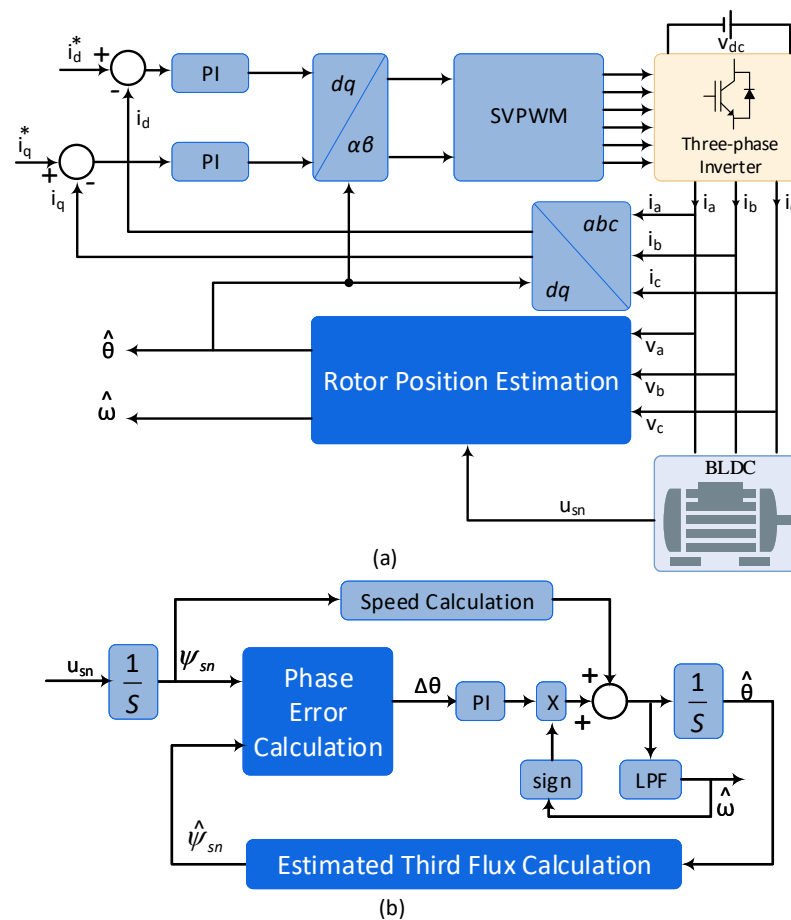 i*d
+
-
PI
dq
αβ
SVPWM
vdc
Three-phase
Inverter
id
i*q
+
-
PI
iq
ia
ib
ia
ib
ic
abc
dq
θ̂
ω̂
Rotor Position Estimation
va
vb
vc
BLDC
usn
(a)
Speed Calculation
usn
1
S
ψsn
Phase
Error
Calculation
Δθ
PI
X
+
+
1
S
θ̂
sign
LPF
ω̂
ψ̂sn
Estimated Third Flux Calculation
(b)